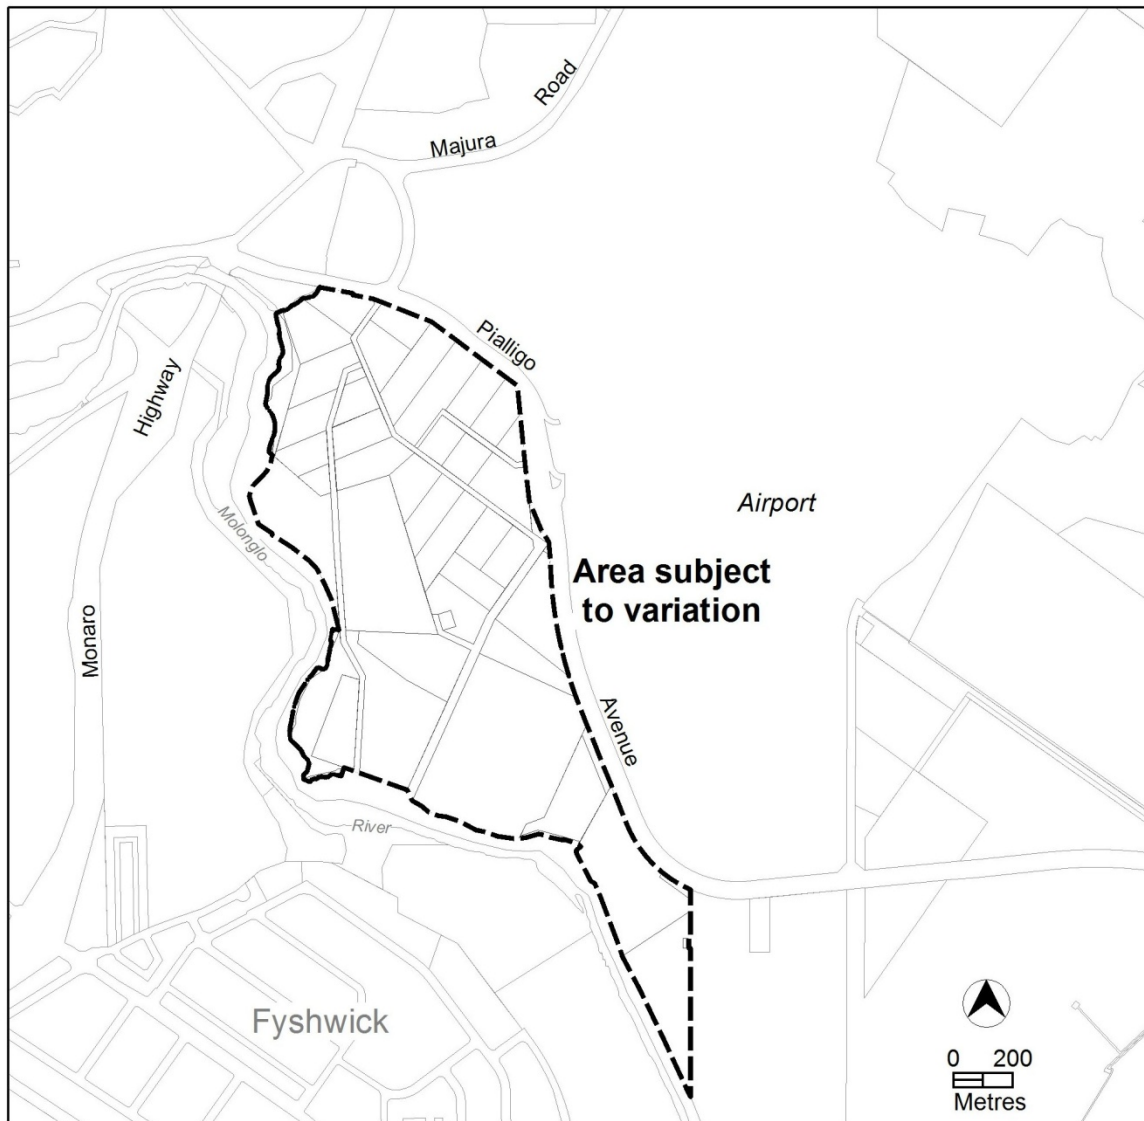 Road
Majura
Pialligo
Highway
Airport
Molonglo
Area subject
to variation
Monaro
Avenue
River
Fyshwick
0 200
Metres